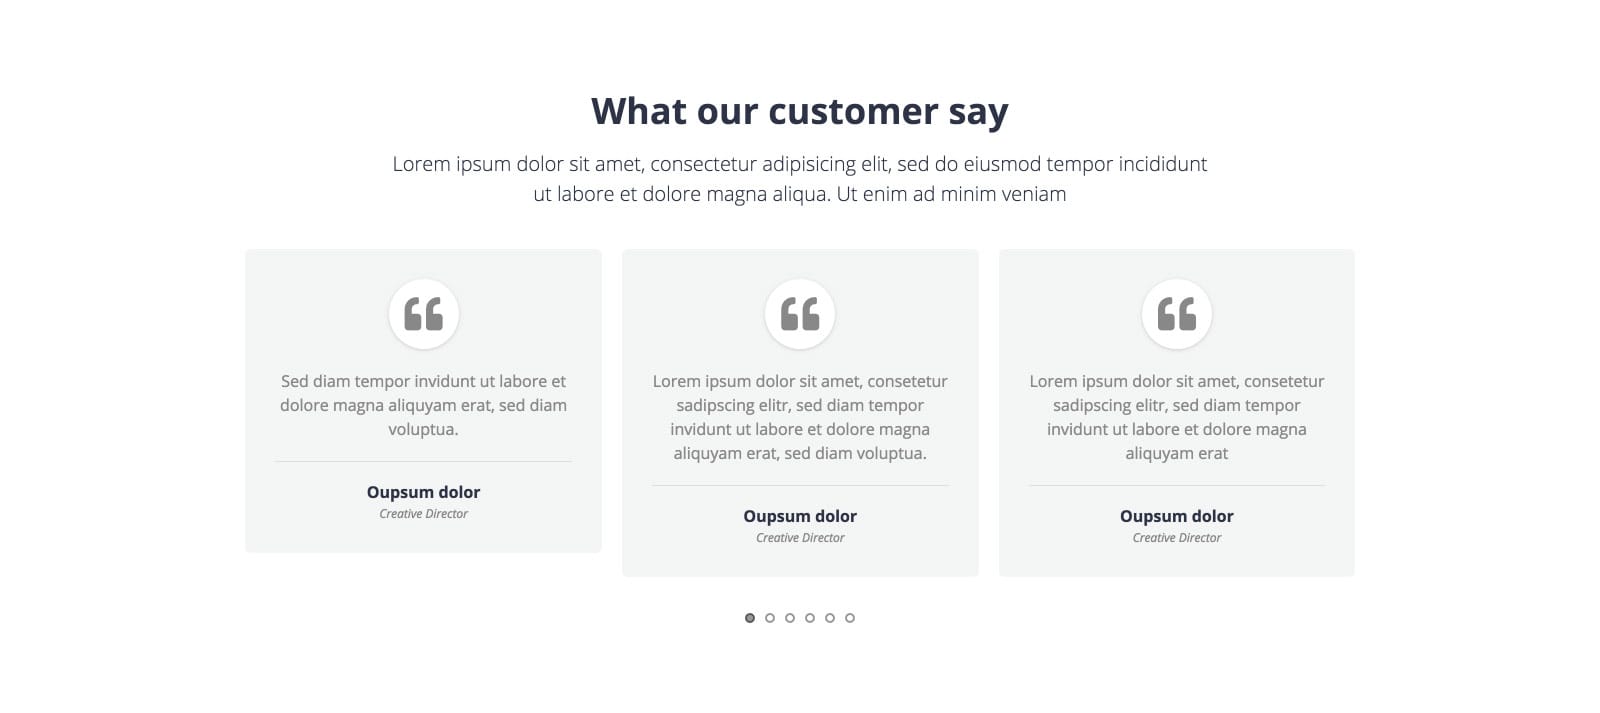 What our customer say
Lorem ipsum dolor sit amet, consectetur adipisicing elit, sed do eiusmod tempor incididunt
ut labore et dolore magna aliqua. Ut enim ad minim veniam
Sed diam tempor invidunt ut labore et
dolore magna aliquyam erat, sed diam
voluptua.
Oupsum dolor
Creative Director
Lorem ipsum dolor sit amet, consetetur
sadipscing elitr, sed diam tempor
invidunt ut labore et dolore magna
aliquyam erat, sed diam voluptua.
Oupsum dolor
Creative Director
Lorem ipsum dolor sit amet, consetetur
sadipscing elitr, sed diam tempor
invidunt ut labore et dolore magna
aliquyam erat
Oupsum dolor
Creative Director